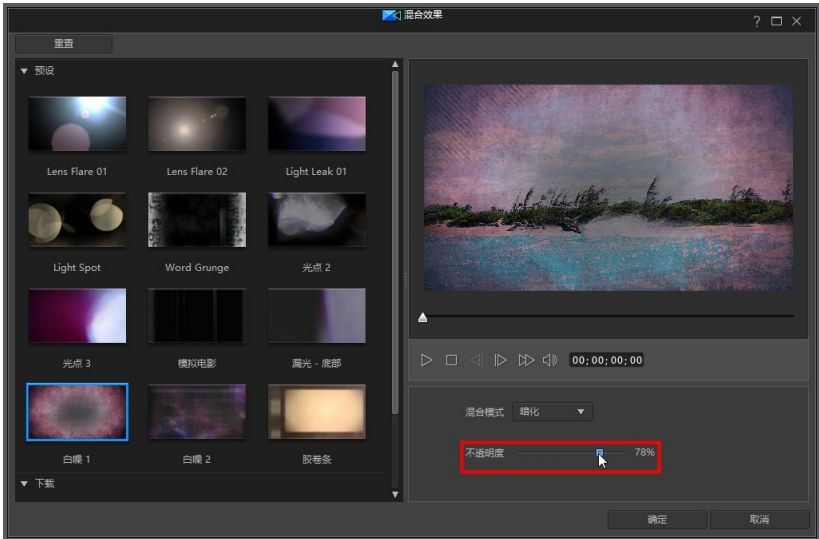 混合效果
重置
预设
Lens Flare 01
Lens Flare 02
Light Leak 01
Light Spot
Word Grunge
光点 2
光点 3
模拟电影
漏光 - 底部
白噪 1
白噪 2
胶卷条
下载
00;00;00;00
混合模式 暗化
不透明度 78%
确定 取消